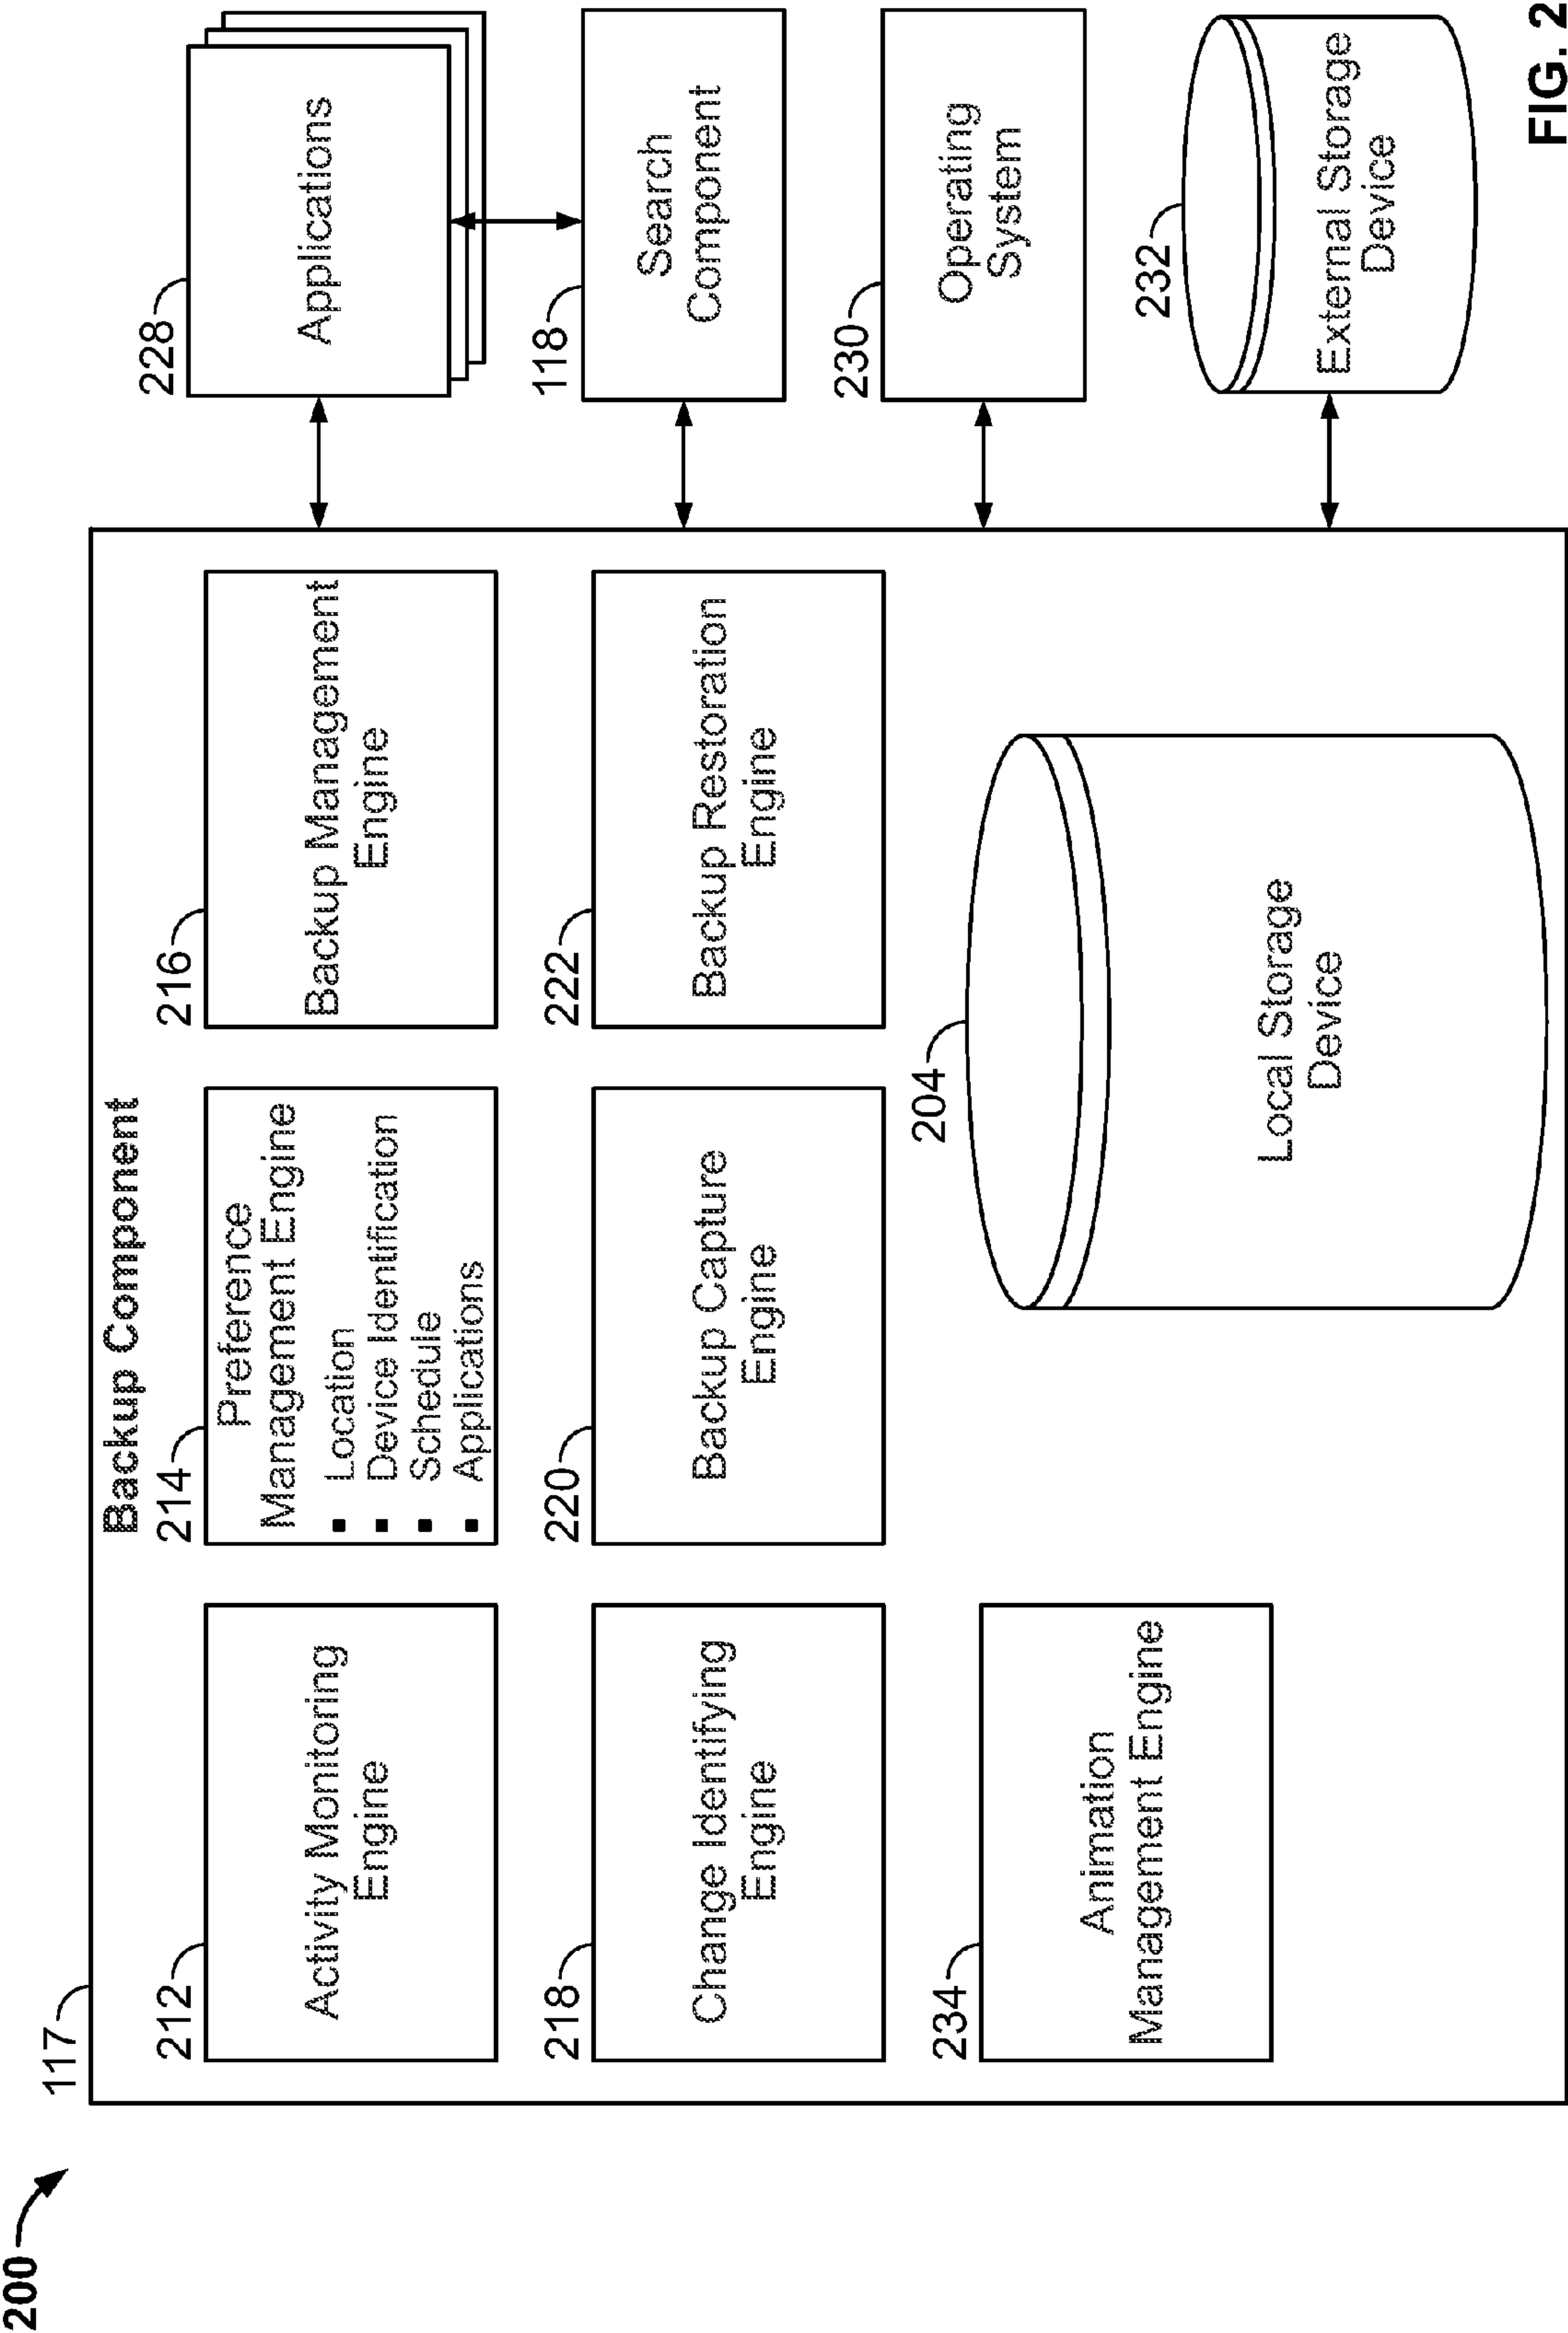 200
117
Backup Component
212
Activity Monitoring
Engine
214
Preference
Management Engine
▪ Location
▪ Device Identification
▪ Schedule
▪ Applications
216
Backup Management
Engine
218
Change Identifying
Engine
220
Backup Capture
Engine
222
Backup Restoration
Engine
234
Animation
Management Engine
204
Local Storage
Device
228
Applications
118
Search
Component
230
Operating
System
232
External Storage
Device
FIG. 2